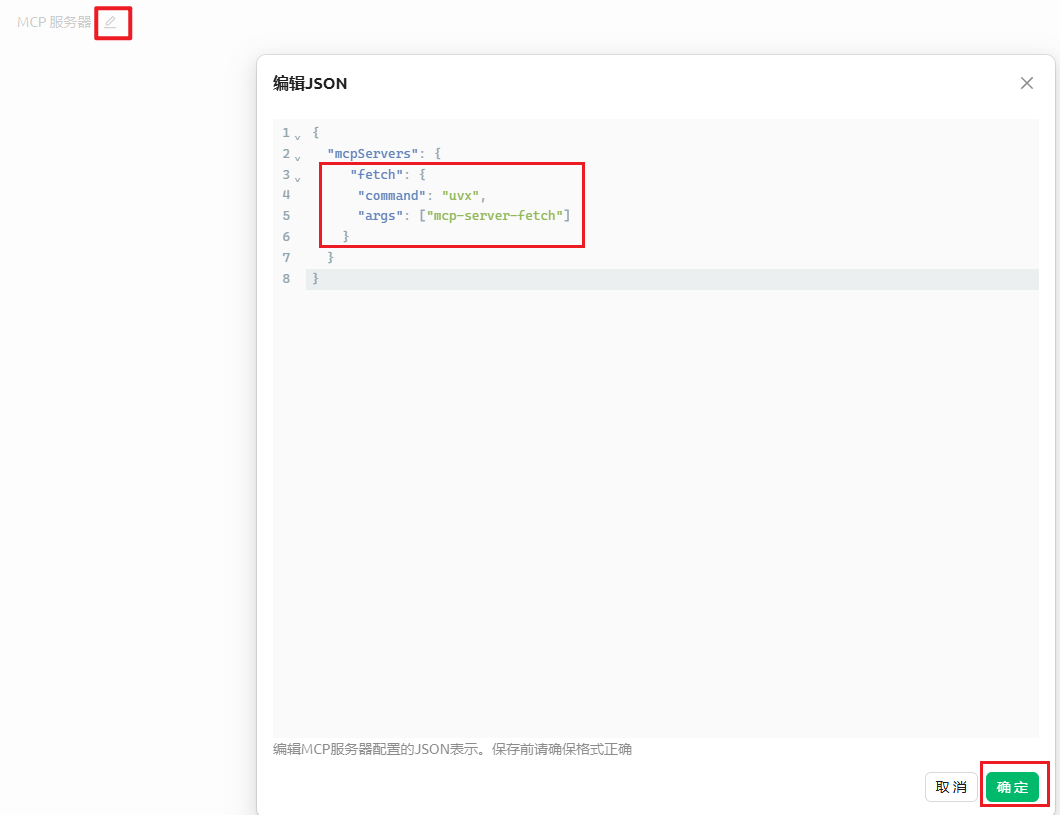 MCP 服务器
编辑JSON
1 {
2 "mcpServers": {
3 "fetch": {
4 "command": "uvx",
5 "args": ["mcp-server-fetch"]
6 }
7 }
8 }
编辑MCP服务器配置的JSON表示。保存前请确保格式正确
取 消
确 定